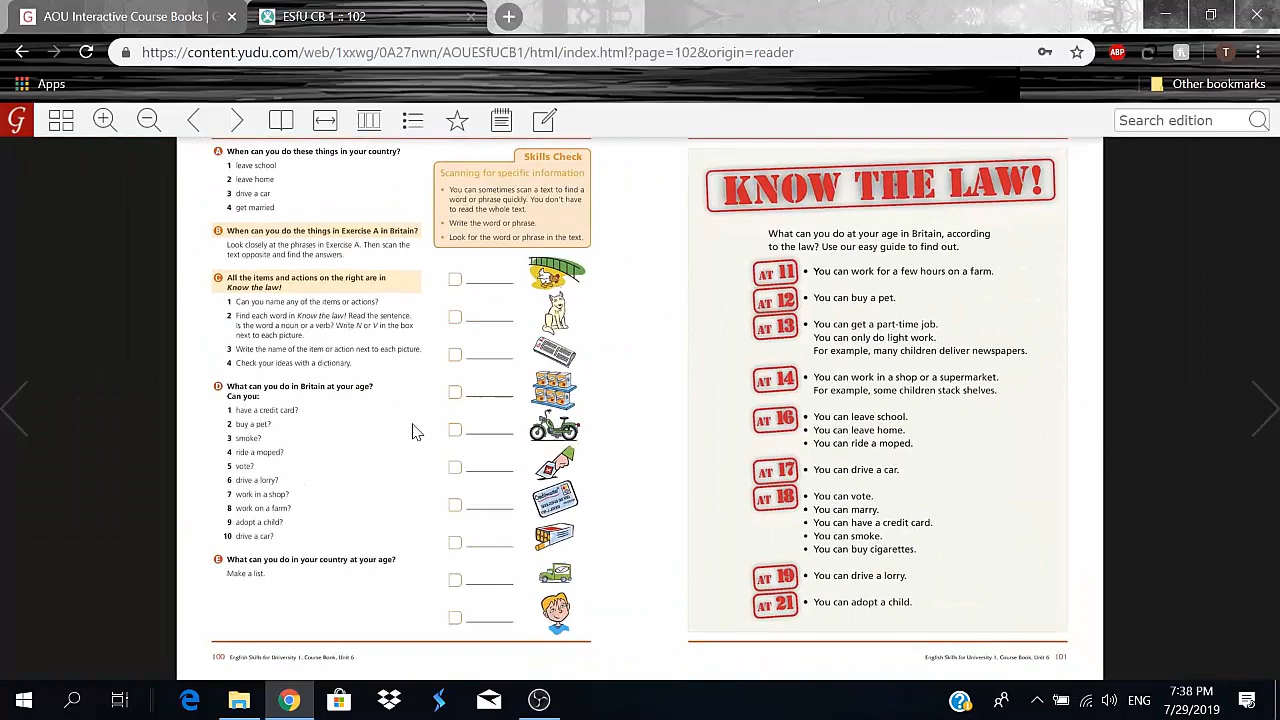 AOU Interactive Course Books |
ESfU CB 1 :: 102
https://content.yudu.com/web/1xxwg/0A27nwn/AOUESfUCB1/html/index.html?page=102&origin=reader
ABP
T
Apps
Other bookmarks
G
Search edition
A When can you do these things in your country?
1 leave school
2 leave home
3 drive a car
4 get married
B When can you do the things in Exercise A in Britain?
Look closely at the phrases in Exercise A. Then scan the
text opposite and find the answers.
C All the items and actions on the right are in
Know the law!
1 Can you name any of the items or actions?
2 Find each word in Know the law! Read the sentence.
Is the word a noun or a verb? Write N or V in the box
next to each picture.
3 Write the name of the item or action next to each picture.
4 Check your ideas with a dictionary.
D What can you do in Britain at your age?
Can you:
1 have a credit card?
2 buy a pet?
3 smoke?
4 ride a moped?
5 vote?
6 drive a lorry?
7 work in a shop?
8 work on a farm?
9 adopt a child?
10 drive a car?
E What can you do in your country at your age?
Make a list.
Skills Check
Scanning for specific information
• You can sometimes scan a text to find a
word or phrase quickly. You don't have
to read the whole text.
• Write the word or phrase.
• Look for the word or phrase in the text.
100 English Skills for University 1, Course Book, Unit 6
KNOW THE LAW!
What can you do at your age in Britain, according
to the law? Use our easy guide to find out.
AT 11 • You can work for a few hours on a farm.
AT 12 • You can buy a pet.
AT 13 • You can get a part-time job.
You can only do light work.
For example, many children deliver newspapers.
AT 14 • You can work in a shop or a supermarket.
For example, some children stack shelves.
AT 16 • You can leave school.
• You can leave home.
• You can ride a moped.
AT 17 • You can drive a car.
AT 18 • You can vote.
• You can marry.
• You can have a credit card.
• You can smoke.
• You can buy cigarettes.
AT 19 • You can drive a lorry.
AT 21 • You can adopt a child.
English Skills for University 1, Course Book, Unit 6 101
ENG
7:38 PM
7/29/2019